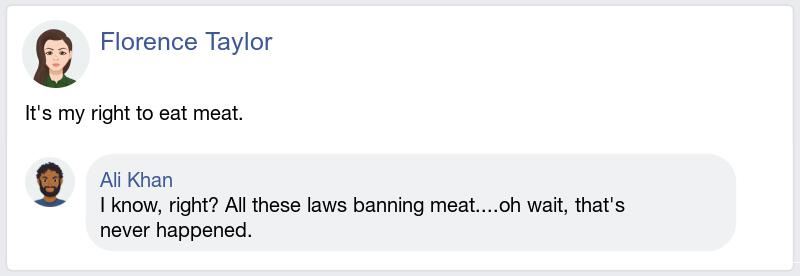 Florence Taylor
It's my right to eat meat.
Ali Khan
I know, right? All these laws banning meat....oh wait, that's
never happened.